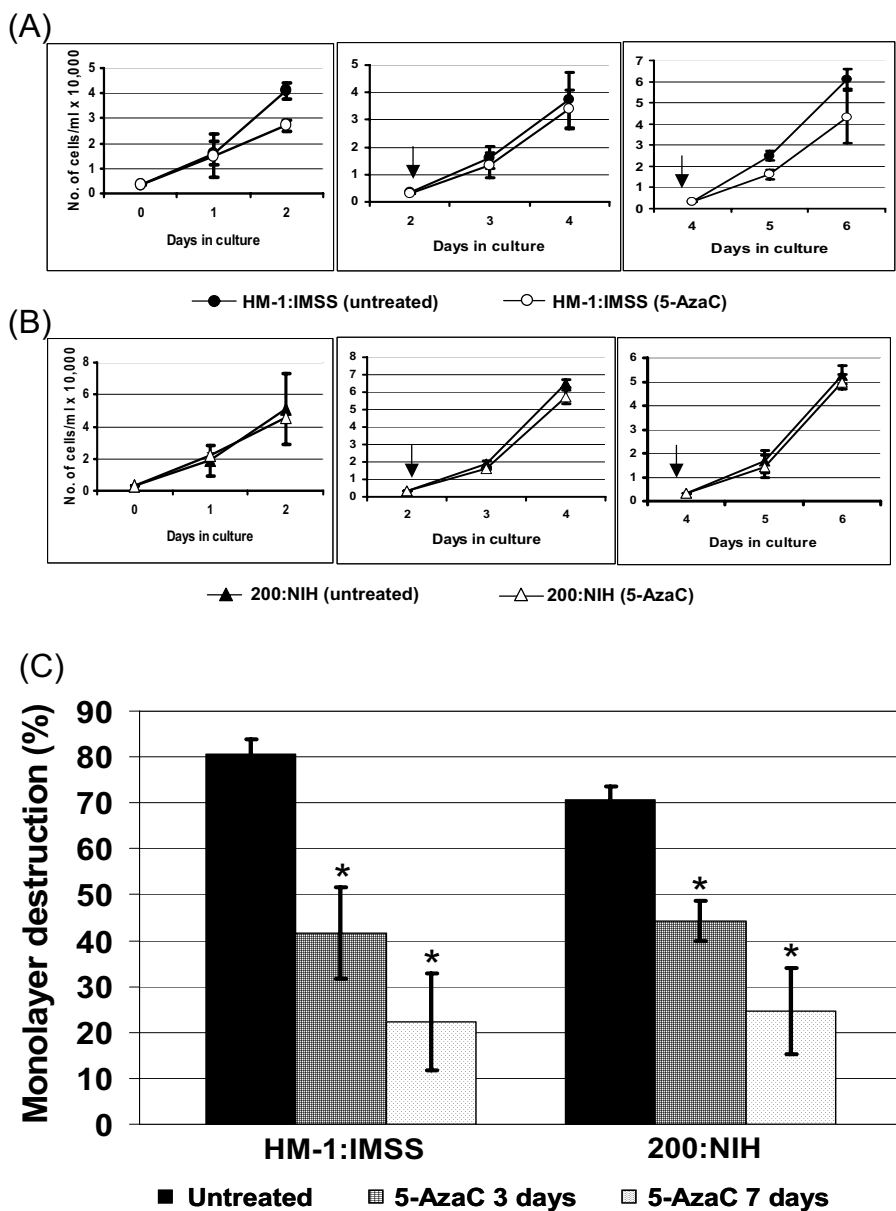 (A)
No. of cells/ml x 10,000
5
4
3
2
1
0
0 1 2
Days in culture
5
4
3
2
1
0
2 3 4
Days in culture
7
6
5
4
3
2
1
0
4 5 6
Days in culture
HM-1:IMSS (untreated) HM-1:IMSS (5-AzaC)
(B)
No. of cells/ml x 10,000
8
6
4
2
0
0 1 2
Days in culture
8
7
6
5
4
3
2
1
0
2 3 4
Days in culture
6
5
4
3
2
1
0
4 5 6
Days in culture
200:NIH (untreated) 200:NIH (5-AzaC)
(C)
Monolayer destruction (%)
90
80
70
60
50
40
30
20
10
0
* * * *
HM-1:IMSS 200:NIH
Untreated 5-AzaC 3 days 5-AzaC 7 days